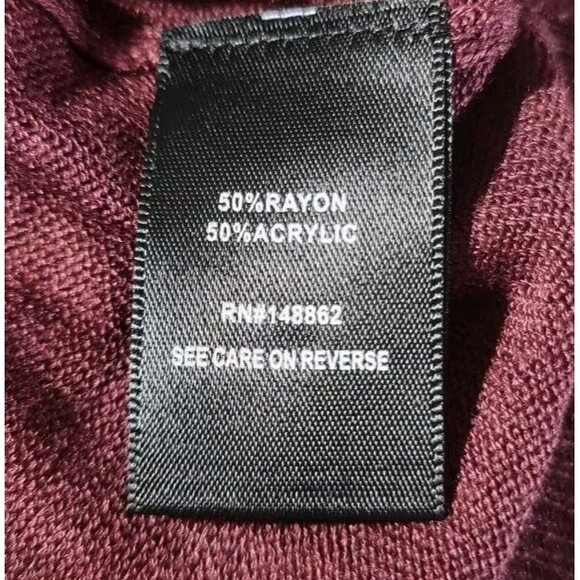 50%RAYON
50%ACRYLIC
RN#148862
SEE CARE ON REVERSE